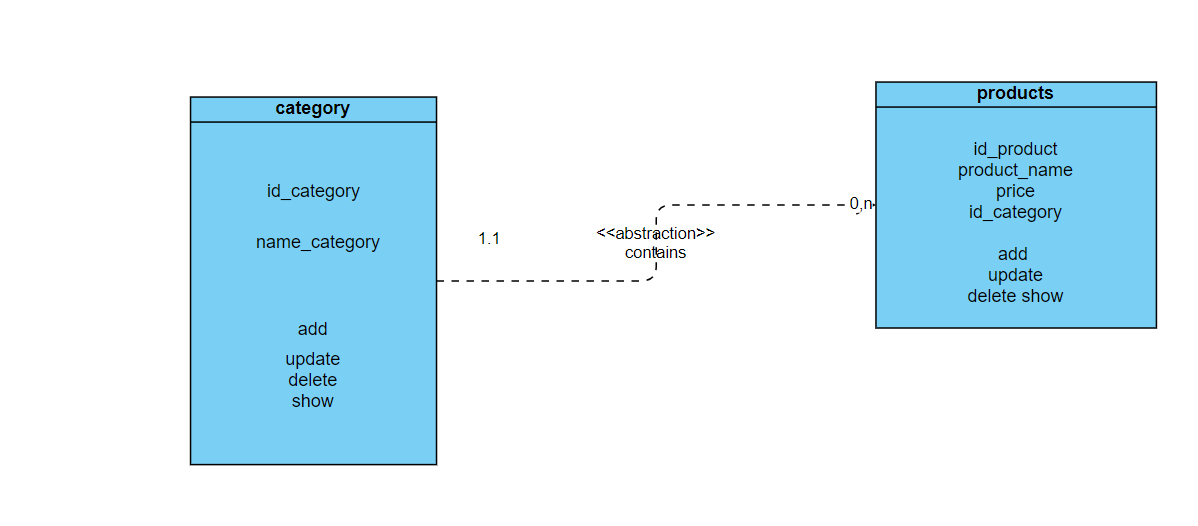 category
id_category
name_category
add
update
delete
show
1.1
<<abstraction>>
contains
0,n
products
id_product
product_name
price
id_category
add
update
delete show